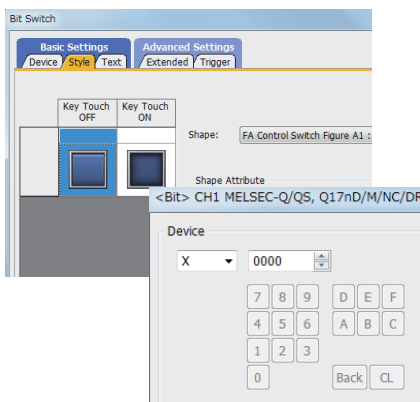 Bit Switch
Basic Settings Advanced Settings
Device Style Text Extended Trigger
Key Touch OFF Key Touch ON
Shape: FA Control Switch Figure A1 :
Shape Attribute
<Bit> CH1 MELSEC-Q/QS, Q17nD/M/NC/DR
Device
X 0000
7 8 9 D E F
4 5 6 A B C
1 2 3
0 Back CL